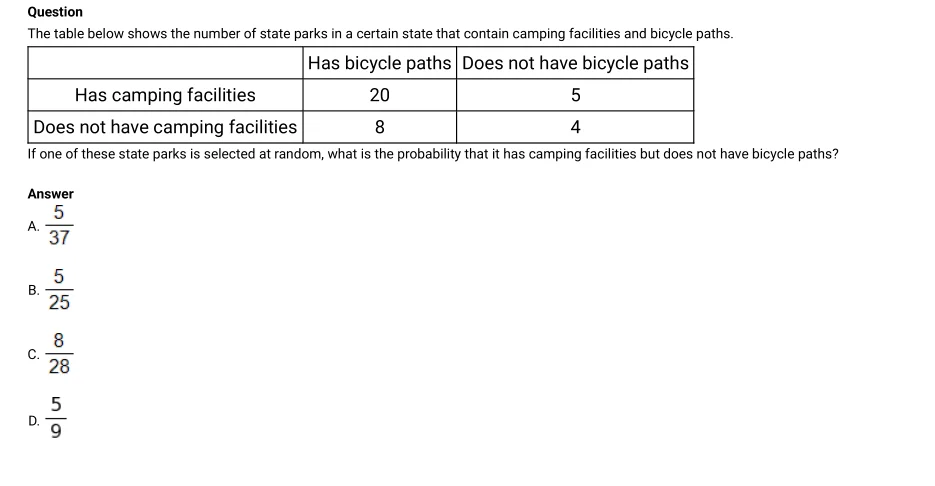 Question
The table below shows the number of state parks in a certain state that contain camping facilities and bicycle paths.
Has bicycle paths Does not have bicycle paths
Has camping facilities 20 5
Does not have camping facilities 8 4
If one of these state parks is selected at random, what is the probability that it has camping facilities but does not have bicycle paths?
Answer
A. 5/37
B. 5/25
C. 8/28
D. 5/9